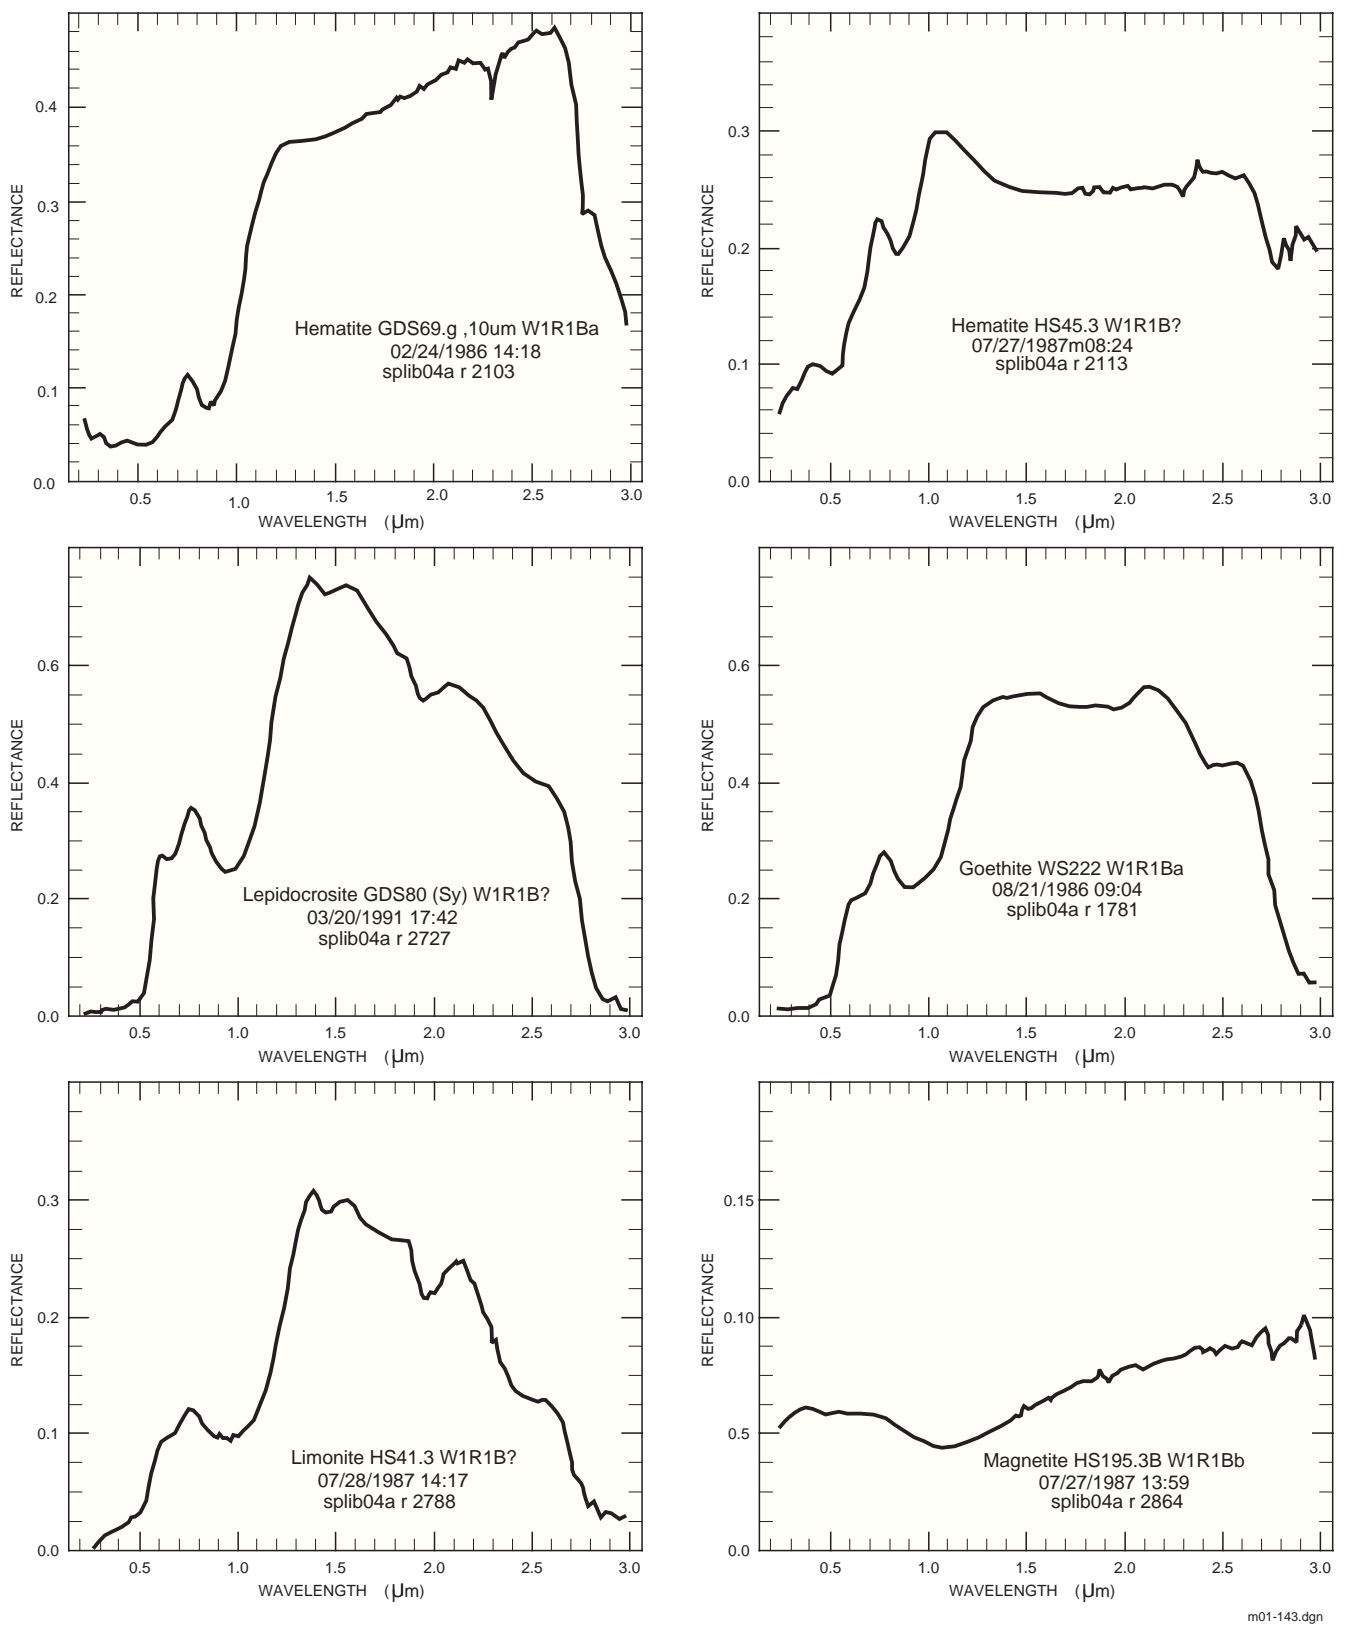 0.4
0.3
0.2
0.1
0.0
REFLECTANCE
Hematite GDS69.g ,10um W1R1Ba
02/24/1986 14:18
splib04a r 2103
0.5
1.0
1.5
2.0
2.5
3.0
WAVELENGTH (µm)
0.3
0.2
0.1
0.0
REFLECTANCE
Hematite HS45.3 W1R1B?
07/27/1987m08:24
splib04a r 2113
0.5
1.0
1.5
2.0
2.5
3.0
WAVELENGTH (µm)
0.6
0.4
0.2
0.0
REFLECTANCE
Lepidocrosite GDS80 (Sy) W1R1B?
03/20/1991 17:42
splib04a r 2727
0.5
1.0
1.5
2.0
2.5
3.0
WAVELENGTH (µm)
0.6
0.4
0.2
0.0
REFLECTANCE
Goethite WS222 W1R1Ba
08/21/1986 09:04
splib04a r 1781
0.5
1.0
1.5
2.0
2.5
3.0
WAVELENGTH (µm)
0.3
0.2
0.1
0.0
REFLECTANCE
Limonite HS41.3 W1R1B?
07/28/1987 14:17
splib04a r 2788
0.5
1.0
1.5
2.0
2.5
3.0
WAVELENGTH (µm)
0.15
0.10
0.5
0.0
REFLECTANCE
Magnetite HS195.3B W1R1Bb
07/27/1987 13:59
splib04a r 2864
0.5
1.0
1.5
2.0
2.5
3.0
WAVELENGTH (µm)
m01-143.dgn